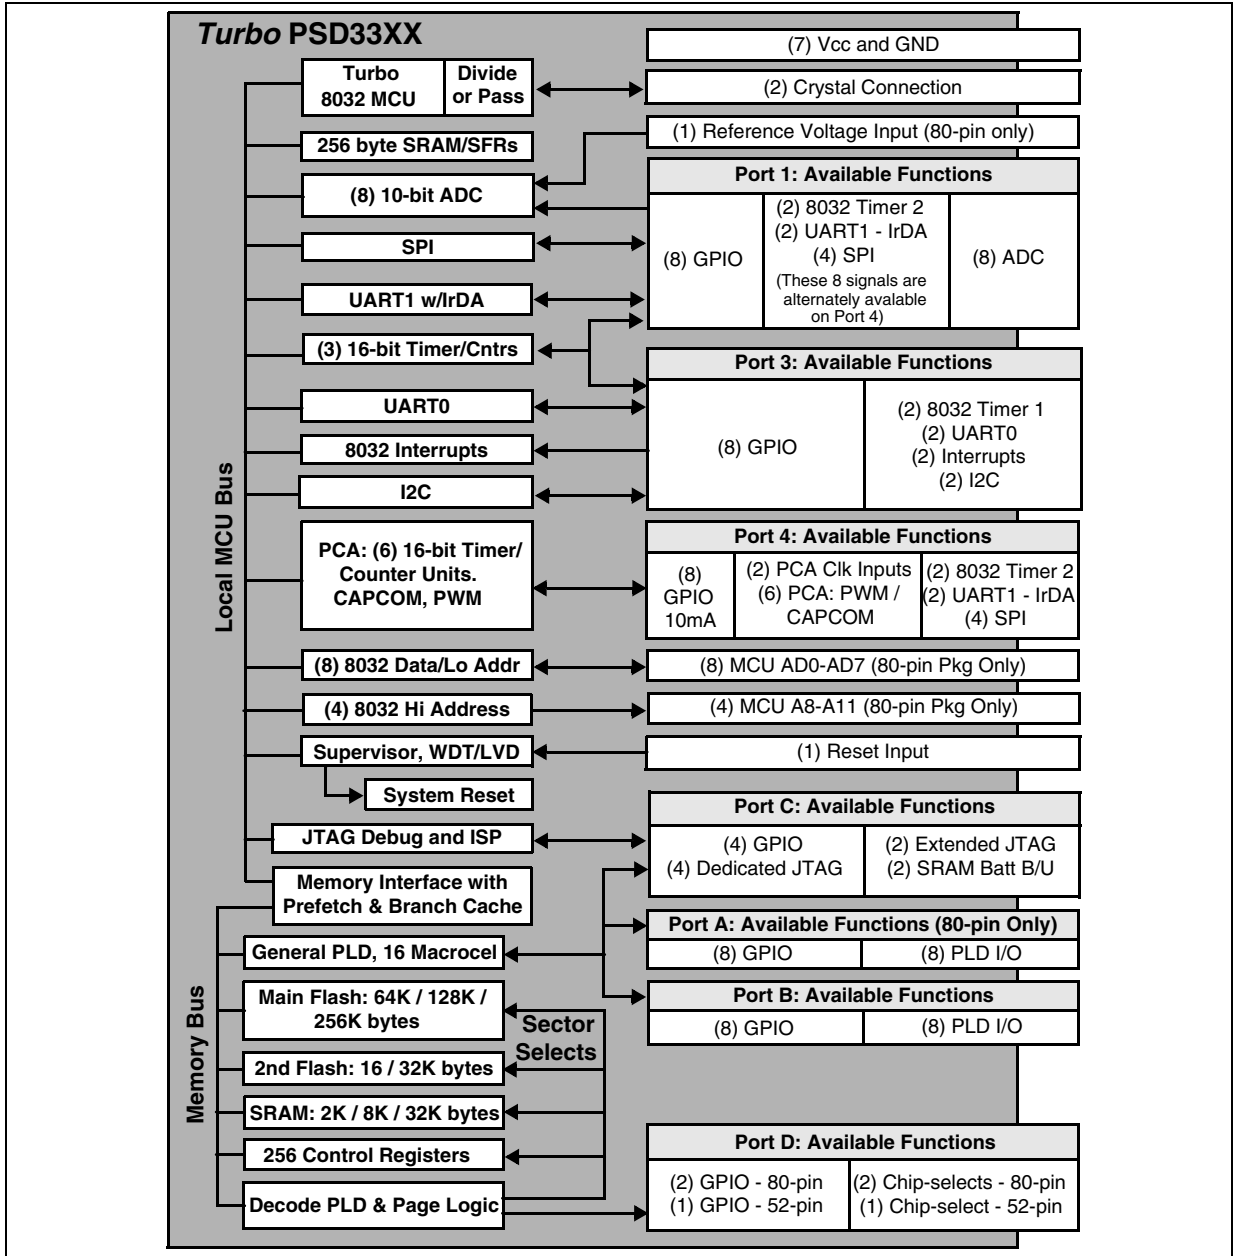 Turbo PSD33XX
(7) Vcc and GND
Turbo
8032 MCU
Divide
or Pass
(2) Crystal Connection
256 byte SRAM/SFRs
(1) Reference Voltage Input (80-pin only)
(8) 10-bit ADC
Port 1: Available Functions
(8) GPIO
(2) 8032 Timer 2
(2) UART1 - IrDA
(4) SPI
(These 8 signals are
alternately avalable
on Port 4)
(8) ADC
SPI
UART1 w/IrDA
(3) 16-bit Timer/Cntrs
Port 3: Available Functions
(8) GPIO
(2) 8032 Timer 1
(2) UART0
(2) Interrupts
(2) I2C
UART0
8032 Interrupts
I2C
Local MCU Bus
PCA: (6) 16-bit Timer/
Counter Units.
CAPCOM, PWM
Port 4: Available Functions
(8)
GPIO
10mA
(2) PCA Clk Inputs
(6) PCA: PWM /
CAPCOM
(2) 8032 Timer 2
(2) UART1 - IrDA
(4) SPI
(8) 8032 Data/Lo Addr
(8) MCU AD0-AD7 (80-pin Pkg Only)
(4) 8032 Hi Address
(4) MCU A8-A11 (80-pin Pkg Only)
Supervisor, WDT/LVD
(1) Reset Input
System Reset
JTAG Debug and ISP
Port C: Available Functions
(4) GPIO
(4) Dedicated JTAG
(2) Extended JTAG
(2) SRAM Batt B/U
Memory Interface with
Prefetch & Branch Cache
Port A: Available Functions (80-pin Only)
(8) GPIO
(8) PLD I/O
General PLD, 16 Macrocel
Port B: Available Functions
(8) GPIO
(8) PLD I/O
Memory Bus
Main Flash: 64K / 128K /
256K bytes
Sector
Selects
2nd Flash: 16 / 32K bytes
SRAM: 2K / 8K / 32K bytes
256 Control Registers
Decode PLD & Page Logic
Port D: Available Functions
(2) GPIO - 80-pin
(1) GPIO - 52-pin
(2) Chip-selects - 80-pin
(1) Chip-select - 52-pin